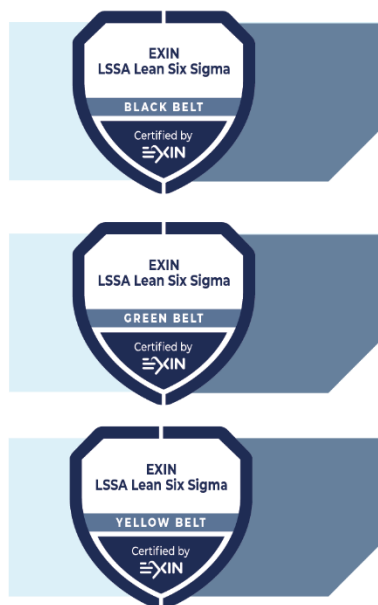 EXIN
LSSA Lean Six Sigma
BLACK BELT
Certified by
EXIN
EXIN
LSSA Lean Six Sigma
GREEN BELT
Certified by
EXIN
EXIN
LSSA Lean Six Sigma
YELLOW BELT
Certified by
EXIN